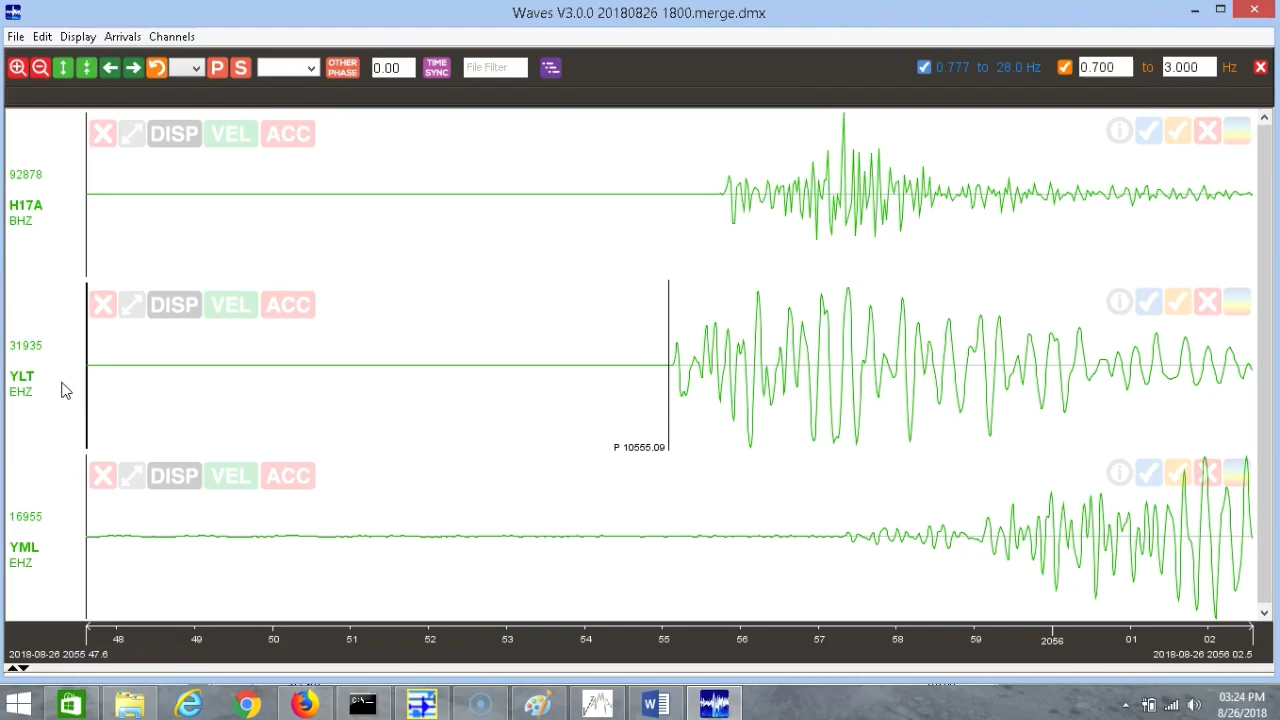 Waves V3.0.0 20180826 1800.merge.dmx
File Edit Display Arrivals Channels
P S OTHER PHASE 0.00 TIME SYNC File Filter 0.777 to 28.0 Hz 0.700 to 3.000 Hz
DISP VEL ACC
92878
H17A
BHZ
DISP VEL ACC
31935
YLT
EHZ
P 10555.09
DISP VEL ACC
16955
YML
EHZ
48 49 50 51 52 53 54 55 56 57 58 59 2056 01 02
2018-08-26 2055 47.6 2018-08-26 2056 02.5
03:24 PM
8/26/2018